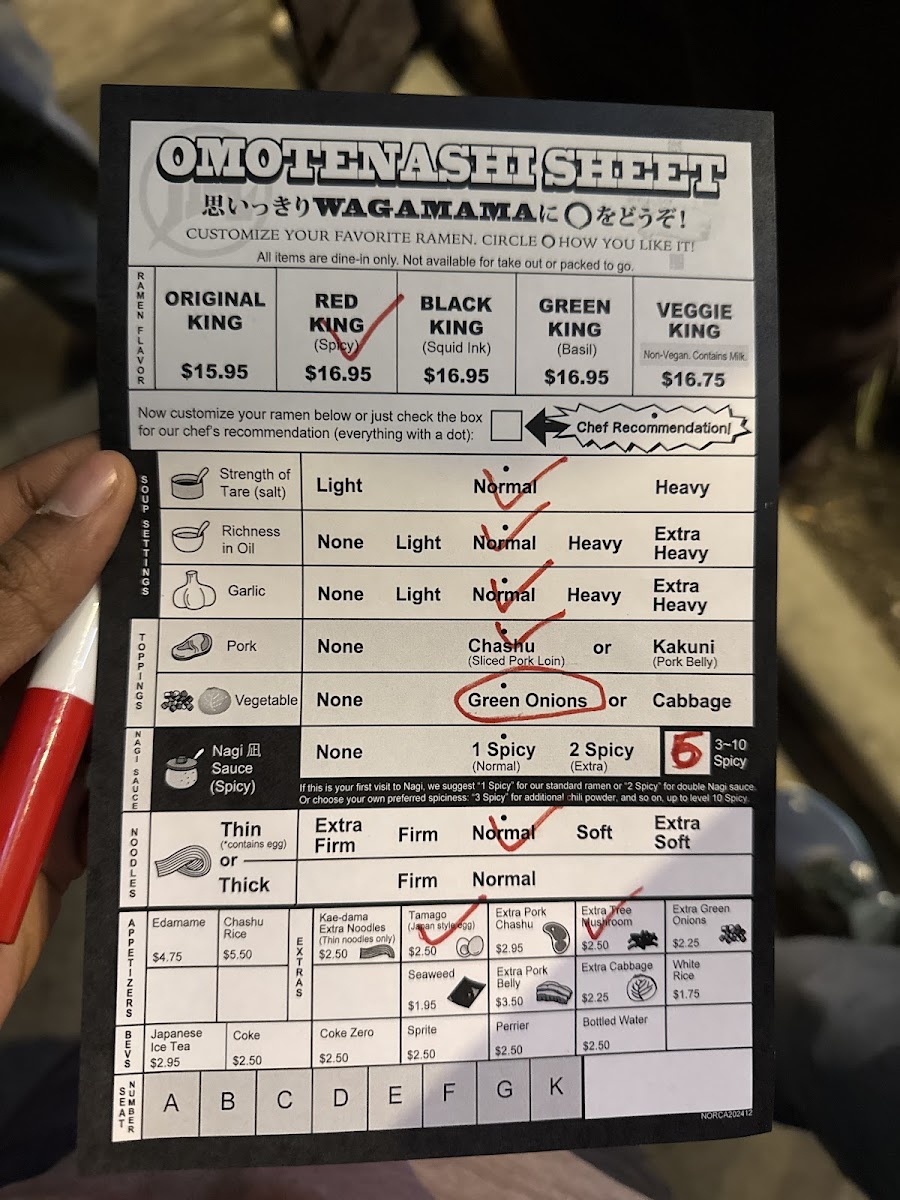 OMOTENASHI SHEET
思いっきりWAGAMAMAに〇をどうぞ!
CUSTOMIZE YOUR FAVORITE RAMEN. CIRCLE O HOW YOU LIKE IT!
All items are dine-in only. Not available for take out or packed to go.
RAMEN FLAVOR
ORIGINAL KING
$15.95
RED KING
(Spicy)
$16.95
BLACK KING
(Squid Ink)
$16.95
GREEN KING
(Basil)
$16.95
VEGGIE KING
Non-Vegan. Contains Milk.
$16.75
Now customize your ramen below or just check the box
for our chef's recommendation (everything with a dot):
Chef Recommendation!
SOUP SETTINGS
Strength of Tare (salt)
Light Normal Heavy
Richness in Oil
None Light Normal Heavy Extra Heavy
Garlic
None Light Normal Heavy Extra Heavy
TOPPINGS
Pork
None Chashu (Sliced Pork Loin) or Kakuni (Pork Belly)
Vegetable
None Green Onions or Cabbage
NAGI SAUCE
Nagi 凪 Sauce (Spicy)
None 1 Spicy (Normal) 2 Spicy (Extra) 5 3~10 Spicy
If this is your first visit to Nagi, we suggest "1 Spicy" for our standard ramen or "2 Spicy" for double Nagi sauce.
Or choose your own preferred spiciness: "3 Spicy" for additional chili powder, and so on, up to level 10 Spicy.
NOODLES
Thin (*contains egg)
or
Thick
Extra Firm Firm Normal Soft Extra Soft
Firm Normal
APPETIZERS
Edamame
$4.75
Chashu Rice
$5.50
EXTRAS
Kae-dama
Extra Noodles
(Thin noodles only)
$2.50
Tamago
(Japan style egg)
$2.50
Extra Pork Chashu
$2.95
Extra Tree Mushroom
$2.50
Extra Green Onions
$2.25
Seaweed
$1.95
Extra Pork Belly
$3.50
Extra Cabbage
$2.25
White Rice
$1.75
BEVS
Japanese Ice Tea
$2.95
Coke
$2.50
Coke Zero
$2.50
Sprite
$2.50
Perrier
$2.50
Bottled Water
$2.50
SEAT NUMBER
A B C D E F G K
NORCA202412